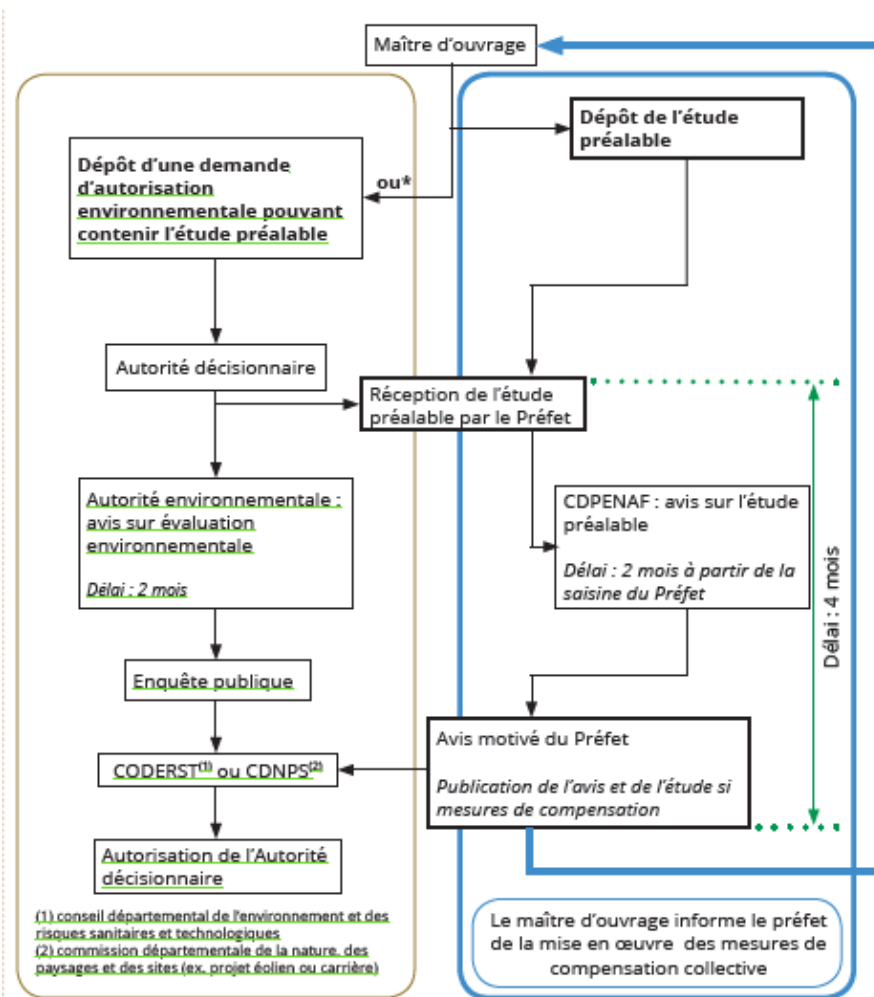 Maître d'ouvrage
Dépôt de l'étude
préalable
Dépôt d'une demande
d'autorisation
environnementale pouvant
contenir l'étude préalable
ou*
Autorité décisionnaire
Réception de l'étude
préalable par le Préfet
Autorité environnementale :
avis sur évaluation
environnementale
Délai : 2 mois
CDPENAF : avis sur l'étude
préalable
Délai : 2 mois à partir de la
saisine du Préfet
Délai : 4 mois
Enquête publique
Avis motivé du Préfet
Publication de l'avis et de l'étude si
mesures de compensation
CODERST(1) ou CDNPS(2)
Autorisation de l'Autorité
décisionnaire
(1) conseil départemental de l'environnement et des
risques sanitaires et technologiques
(2) commission départementale de la nature, des
paysages et des sites (ex. projet éolien ou carrière)
Le maître d'ouvrage informe le préfet
de la mise en œuvre des mesures de
compensation collective